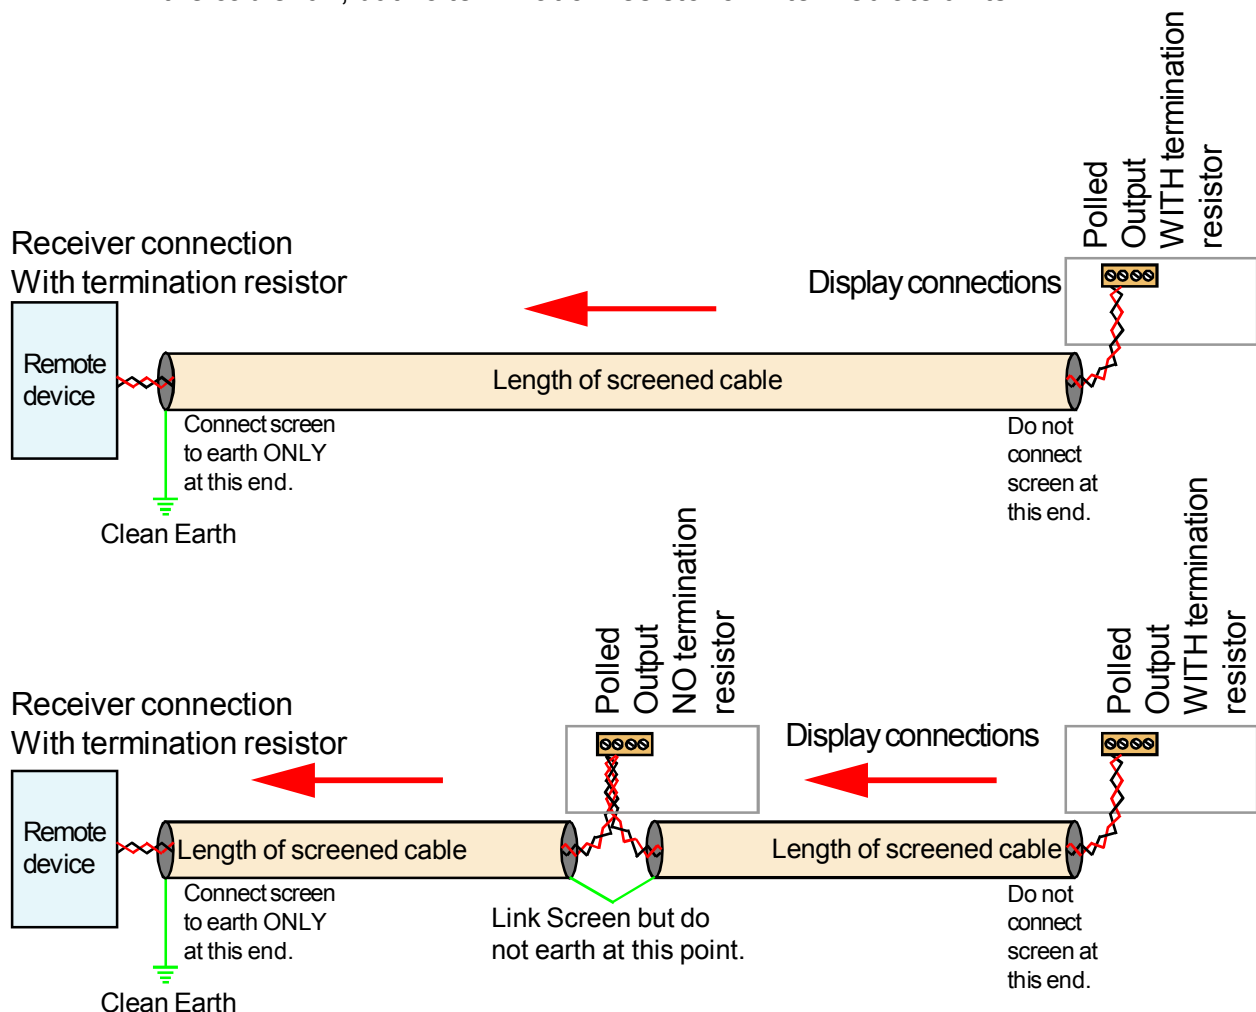 Polled
Output
WITH termination
resistor
Receiver connection
With termination resistor
Display connections
Remote
device
Length of screened cable
Connect screen
to earth ONLY
at this end.
Do not
connect
screen at
this end.
Clean Earth
Polled
Output
NO termination
resistor
Polled
Output
WITH termination
resistor
Receiver connection
With termination resistor
Display connections
Remote
device
Length of screened cable
Length of screened cable
Connect screen
to earth ONLY
at this end.
Link Screen but do
not earth at this point.
Do not
connect
screen at
this end.
Clean Earth